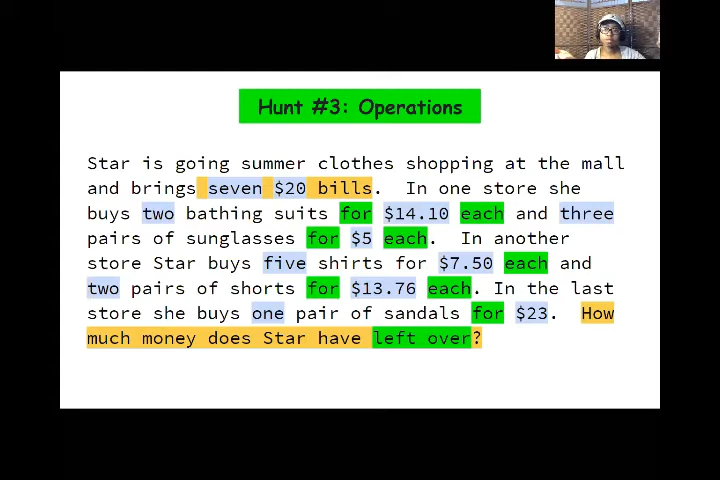 Hunt #3: Operations
Star is going summer clothes shopping at the mall
and brings seven $20 bills. In one store she
buys two bathing suits for $14.10 each and three
pairs of sunglasses for $5 each. In another
store Star buys five shirts for $7.50 each and
two pairs of shorts for $13.76 each. In the last
store she buys one pair of sandals for $23. How
much money does Star have left over?